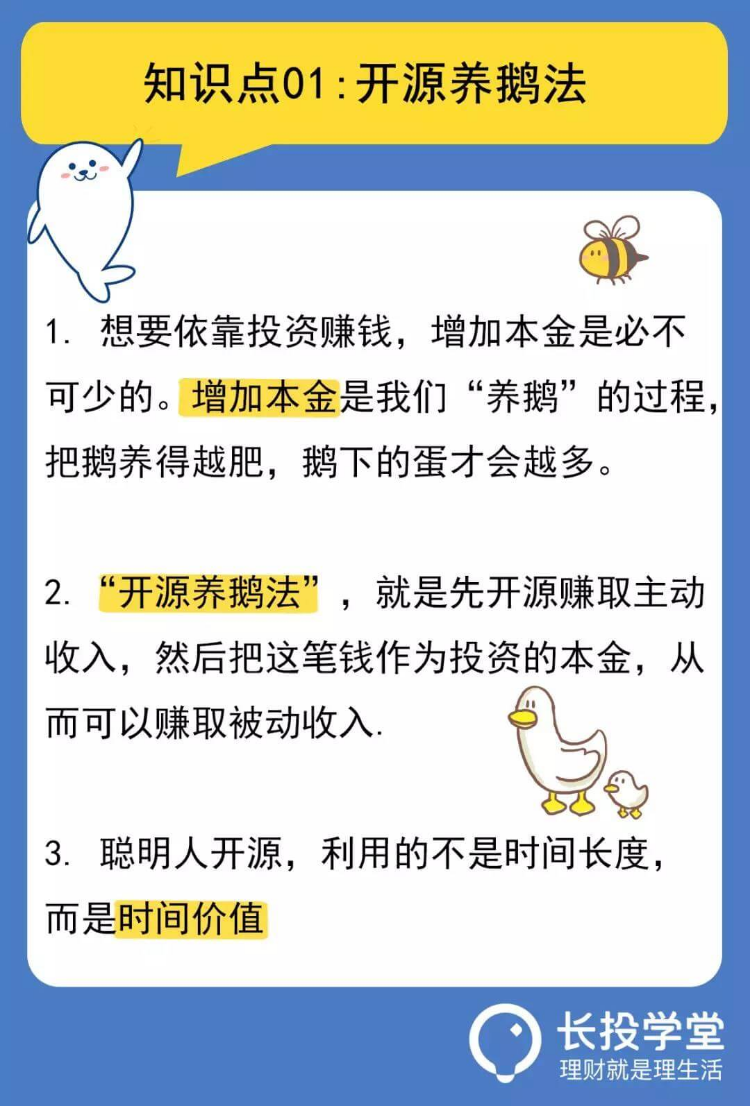 知识点01:开源养鹅法
1. 想要依靠投资赚钱，增加本金是必不
可少的。增加本金是我们“养鹅”的过程，
把鹅养得越肥，鹅下的蛋才会越多。
2. “开源养鹅法”，就是先开源赚取主动
收入，然后把这笔钱作为投资的本金，从
而可以赚取被动收入.
3. 聪明人开源，利用的不是时间长度，
而是时间价值
长投学堂
理财就是理生活